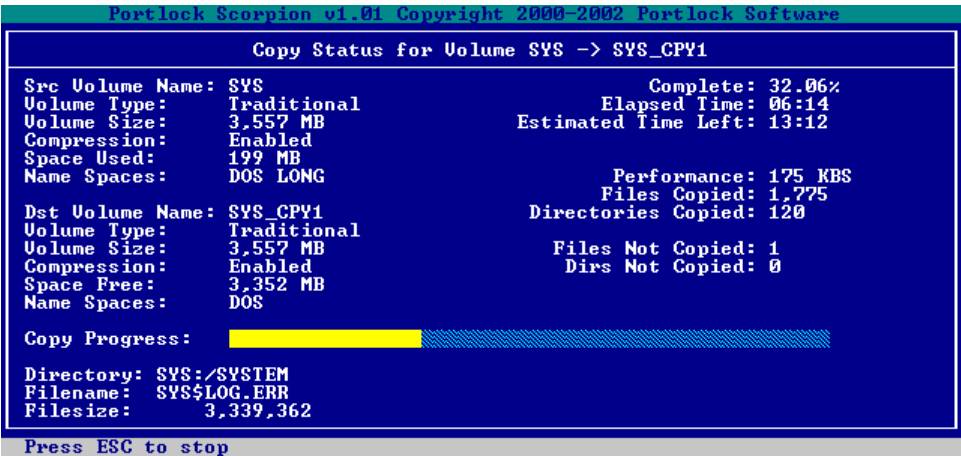 Portlock Scorpion v1.01 Copyright 2000-2002 Portlock Software
Copy Status for Volume SYS -> SYS_CPY1
Src Volume Name: SYS
Volume Type: Traditional
Volume Size: 3,557 MB
Compression: Enabled
Space Used: 199 MB
Name Spaces: DOS LONG
Complete: 32.06%
Elapsed Time: 06:14
Estimated Time Left: 13:12
Performance: 175 KBS
Files Copied: 1,775
Directories Copied: 120
Dst Volume Name: SYS_CPY1
Volume Type: Traditional
Volume Size: 3,557 MB
Compression: Enabled
Space Free: 3,352 MB
Name Spaces: DOS
Files Not Copied: 1
Dirs Not Copied: 0
Copy Progress:
Directory: SYS:/SYSTEM
Filename: SYS$LOG.ERR
Filesize: 3,339,362
Press ESC to stop